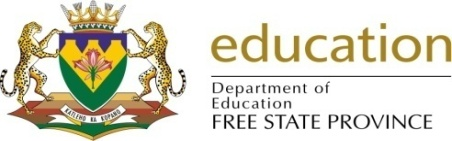 education
Department of
Education
FREE STATE PROVINCE
KATLEHO KA KOPANO